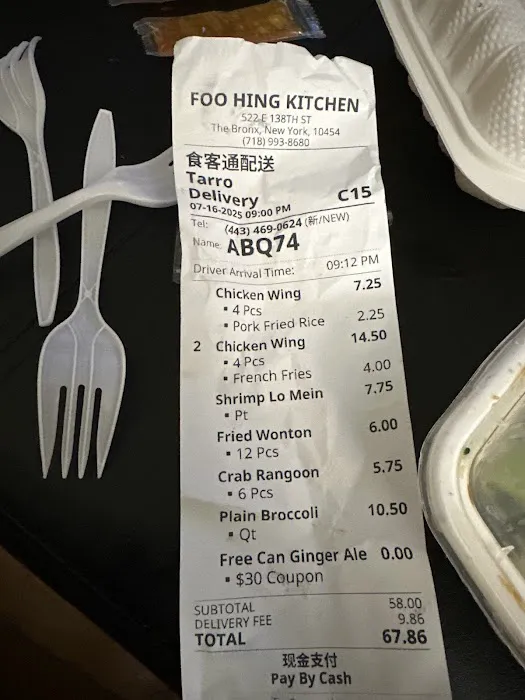 FOO HING KITCHEN
522 E 138TH ST
The Bronx, New York, 10454
(718) 993-8680
食客通配送
Tarro
Delivery C15
07-16-2025 09:00 PM
Tel: (443) 469-0624 (新/NEW)
Name: ABQ74
Driver Arrival Time: 09:12 PM
Chicken Wing 7.25
▪ 4 Pcs
▪ Pork Fried Rice 2.25
2 Chicken Wing 14.50
▪ 4 Pcs
▪ French Fries 4.00
Shrimp Lo Mein 7.75
▪ Pt
Fried Wonton 6.00
▪ 12 Pcs
Crab Rangoon 5.75
▪ 6 Pcs
Plain Broccoli 10.50
▪ Qt
Free Can Ginger Ale 0.00
▪ $30 Coupon
SUBTOTAL 58.00
DELIVERY FEE 9.86
TOTAL 67.86
现金支付
Pay By Cash